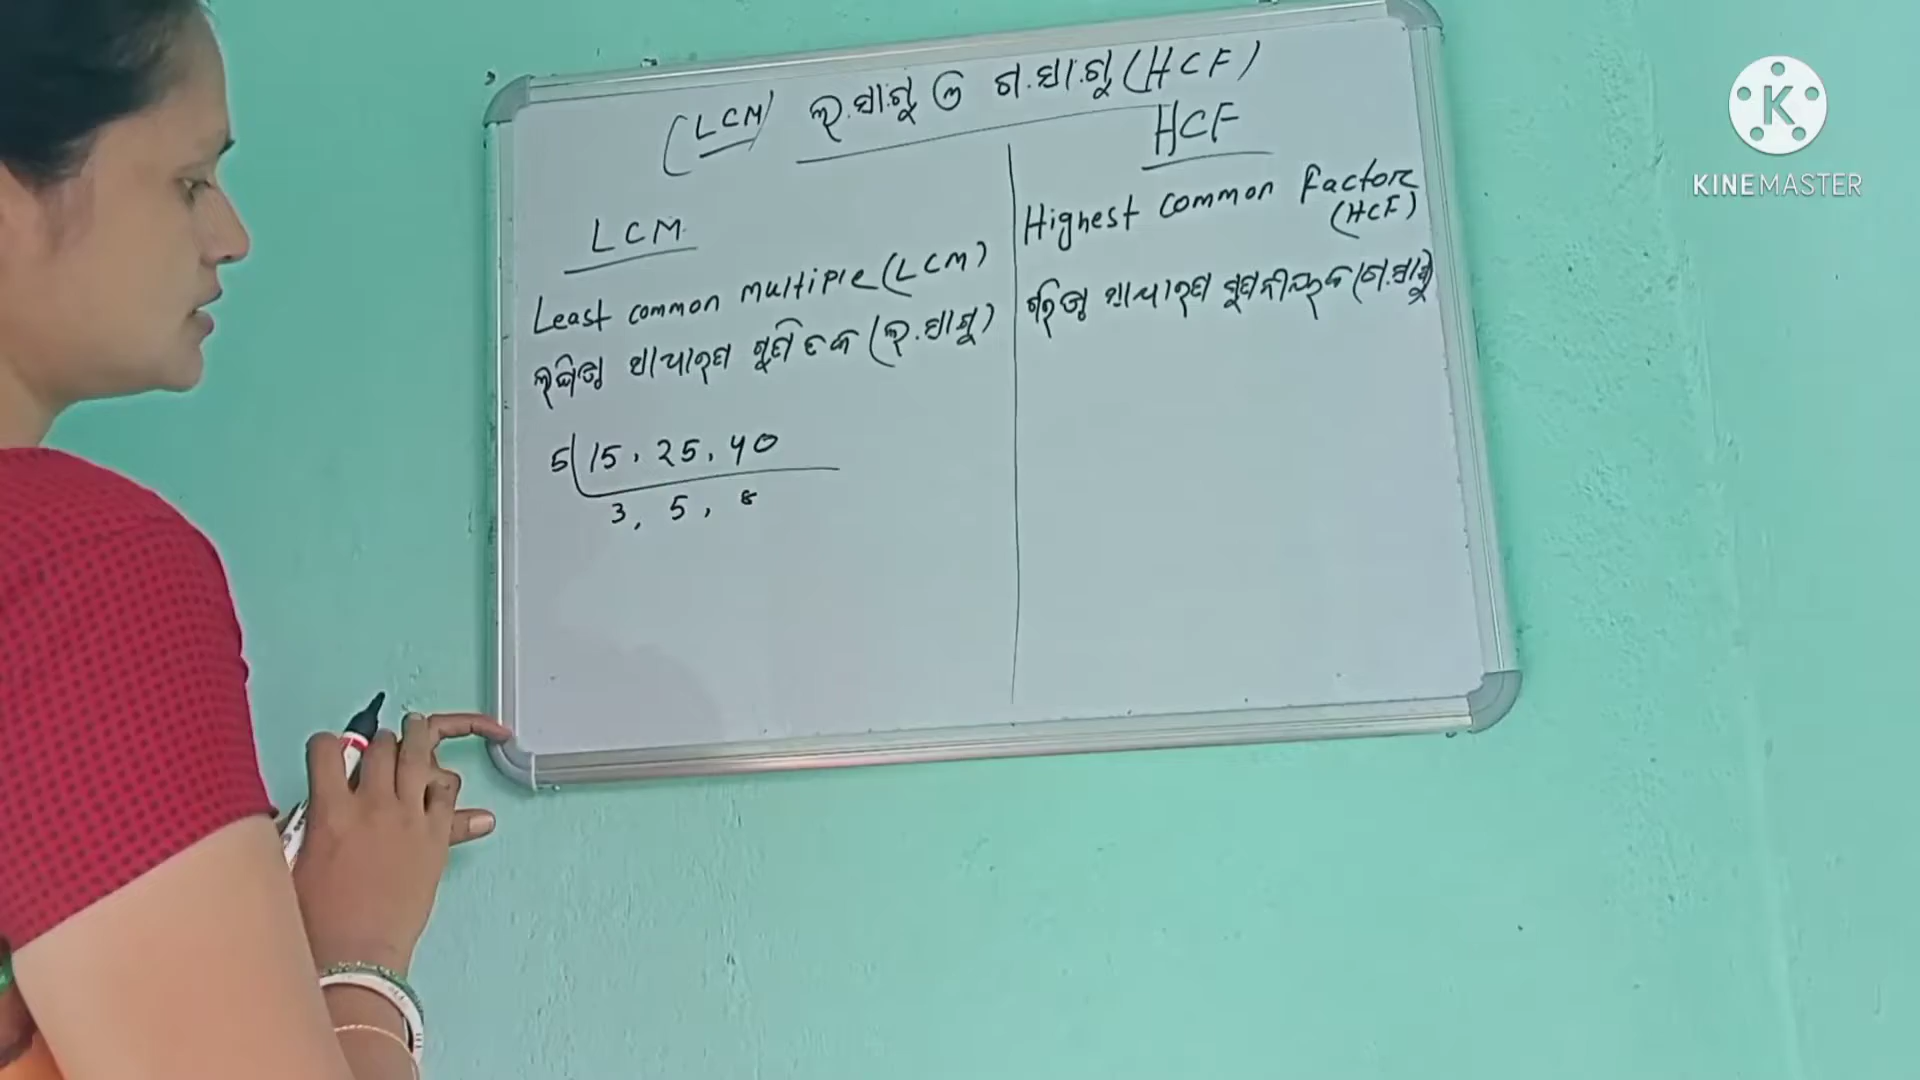 (LCM) ଲ.ସା.ଗୁ ଓ ଗ.ସା.ଗୁ (HCF)
LCM
Least common multiple (LCM)
ଲଘିଷ୍ଠ ସାଧାରଣ ଗୁଣିତକ (ଲ.ସା.ଗୁ)
5 15, 25, 40
3, 5, 8
HCF
Highest common factor
(HCF)
ଗରିଷ୍ଠ ସାଧାରଣ ଗୁଣନୀୟକ (ଗ.ସା.ଗୁ)
KINEMASTER